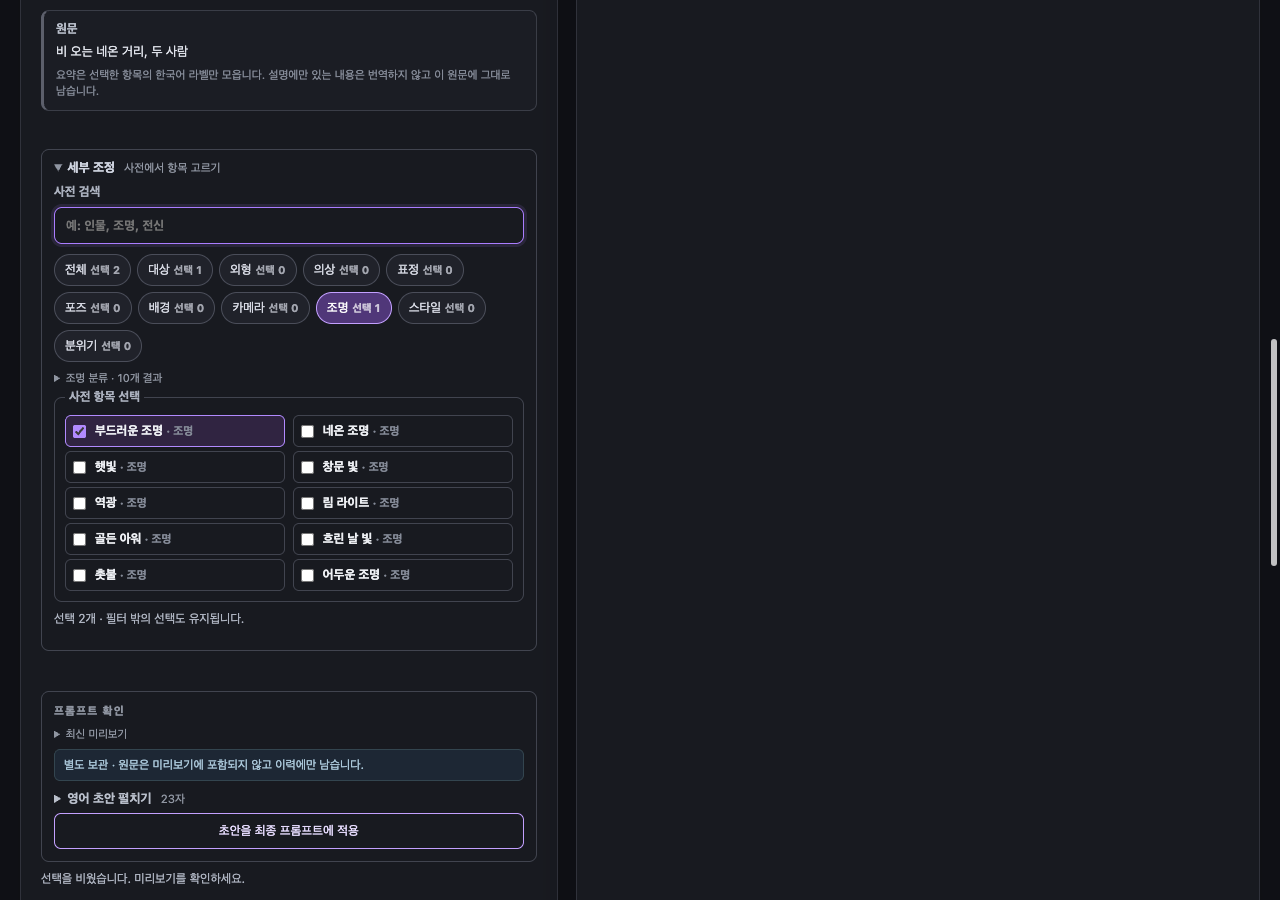 원문
비 오는 네온 거리, 두 사람
요약은 선택한 항목의 한국어 라벨만 모읍니다. 설명에만 있는 내용은 번역하지 않고 이 원문에 그대로
남습니다.
▼ 세부 조정 사전에서 항목 고르기
사전 검색
예: 인물, 조명, 전신
전체 선택 2 대상 선택 1 외형 선택 0 의상 선택 0 표정 선택 0
포즈 선택 0 배경 선택 0 카메라 선택 0 조명 선택 1 스타일 선택 0
분위기 선택 0
▶ 조명 분류 · 10개 결과
사전 항목 선택
부드러운 조명 · 조명 네온 조명 · 조명
햇빛 · 조명 창문 빛 · 조명
역광 · 조명 림 라이트 · 조명
골든 아워 · 조명 흐린 날 빛 · 조명
촛불 · 조명 어두운 조명 · 조명
선택 2개 · 필터 밖의 선택도 유지됩니다.
프롬프트 확인
▶ 최신 미리보기
별도 보관 · 원문은 미리보기에 포함되지 않고 이력에만 남습니다.
▶ 영어 초안 펼치기 23자
초안을 최종 프롬프트에 적용
선택을 비웠습니다. 미리보기를 확인하세요.